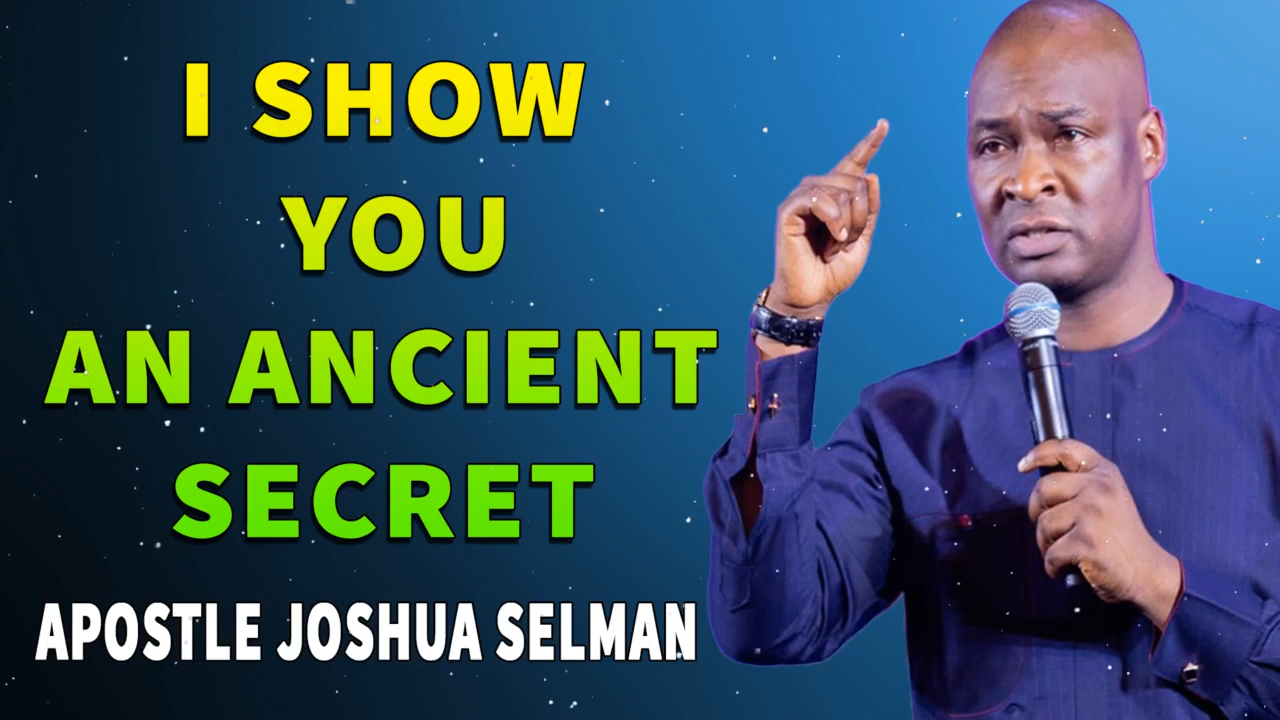 I SHOW
YOU
AN ANCIENT
SECRET
APOSTLE JOSHUA SELMAN